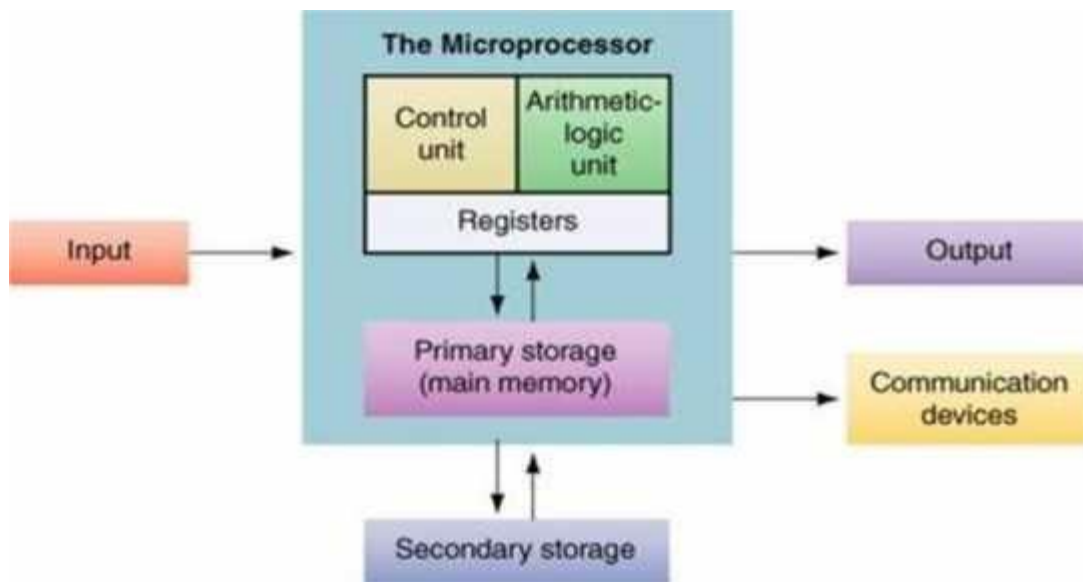 The Microprocessor
Control
unit
Arithmetic-
logic
unit
Registers
Input
Output
Primary storage
(main memory)
Communication
devices
Secondary storage